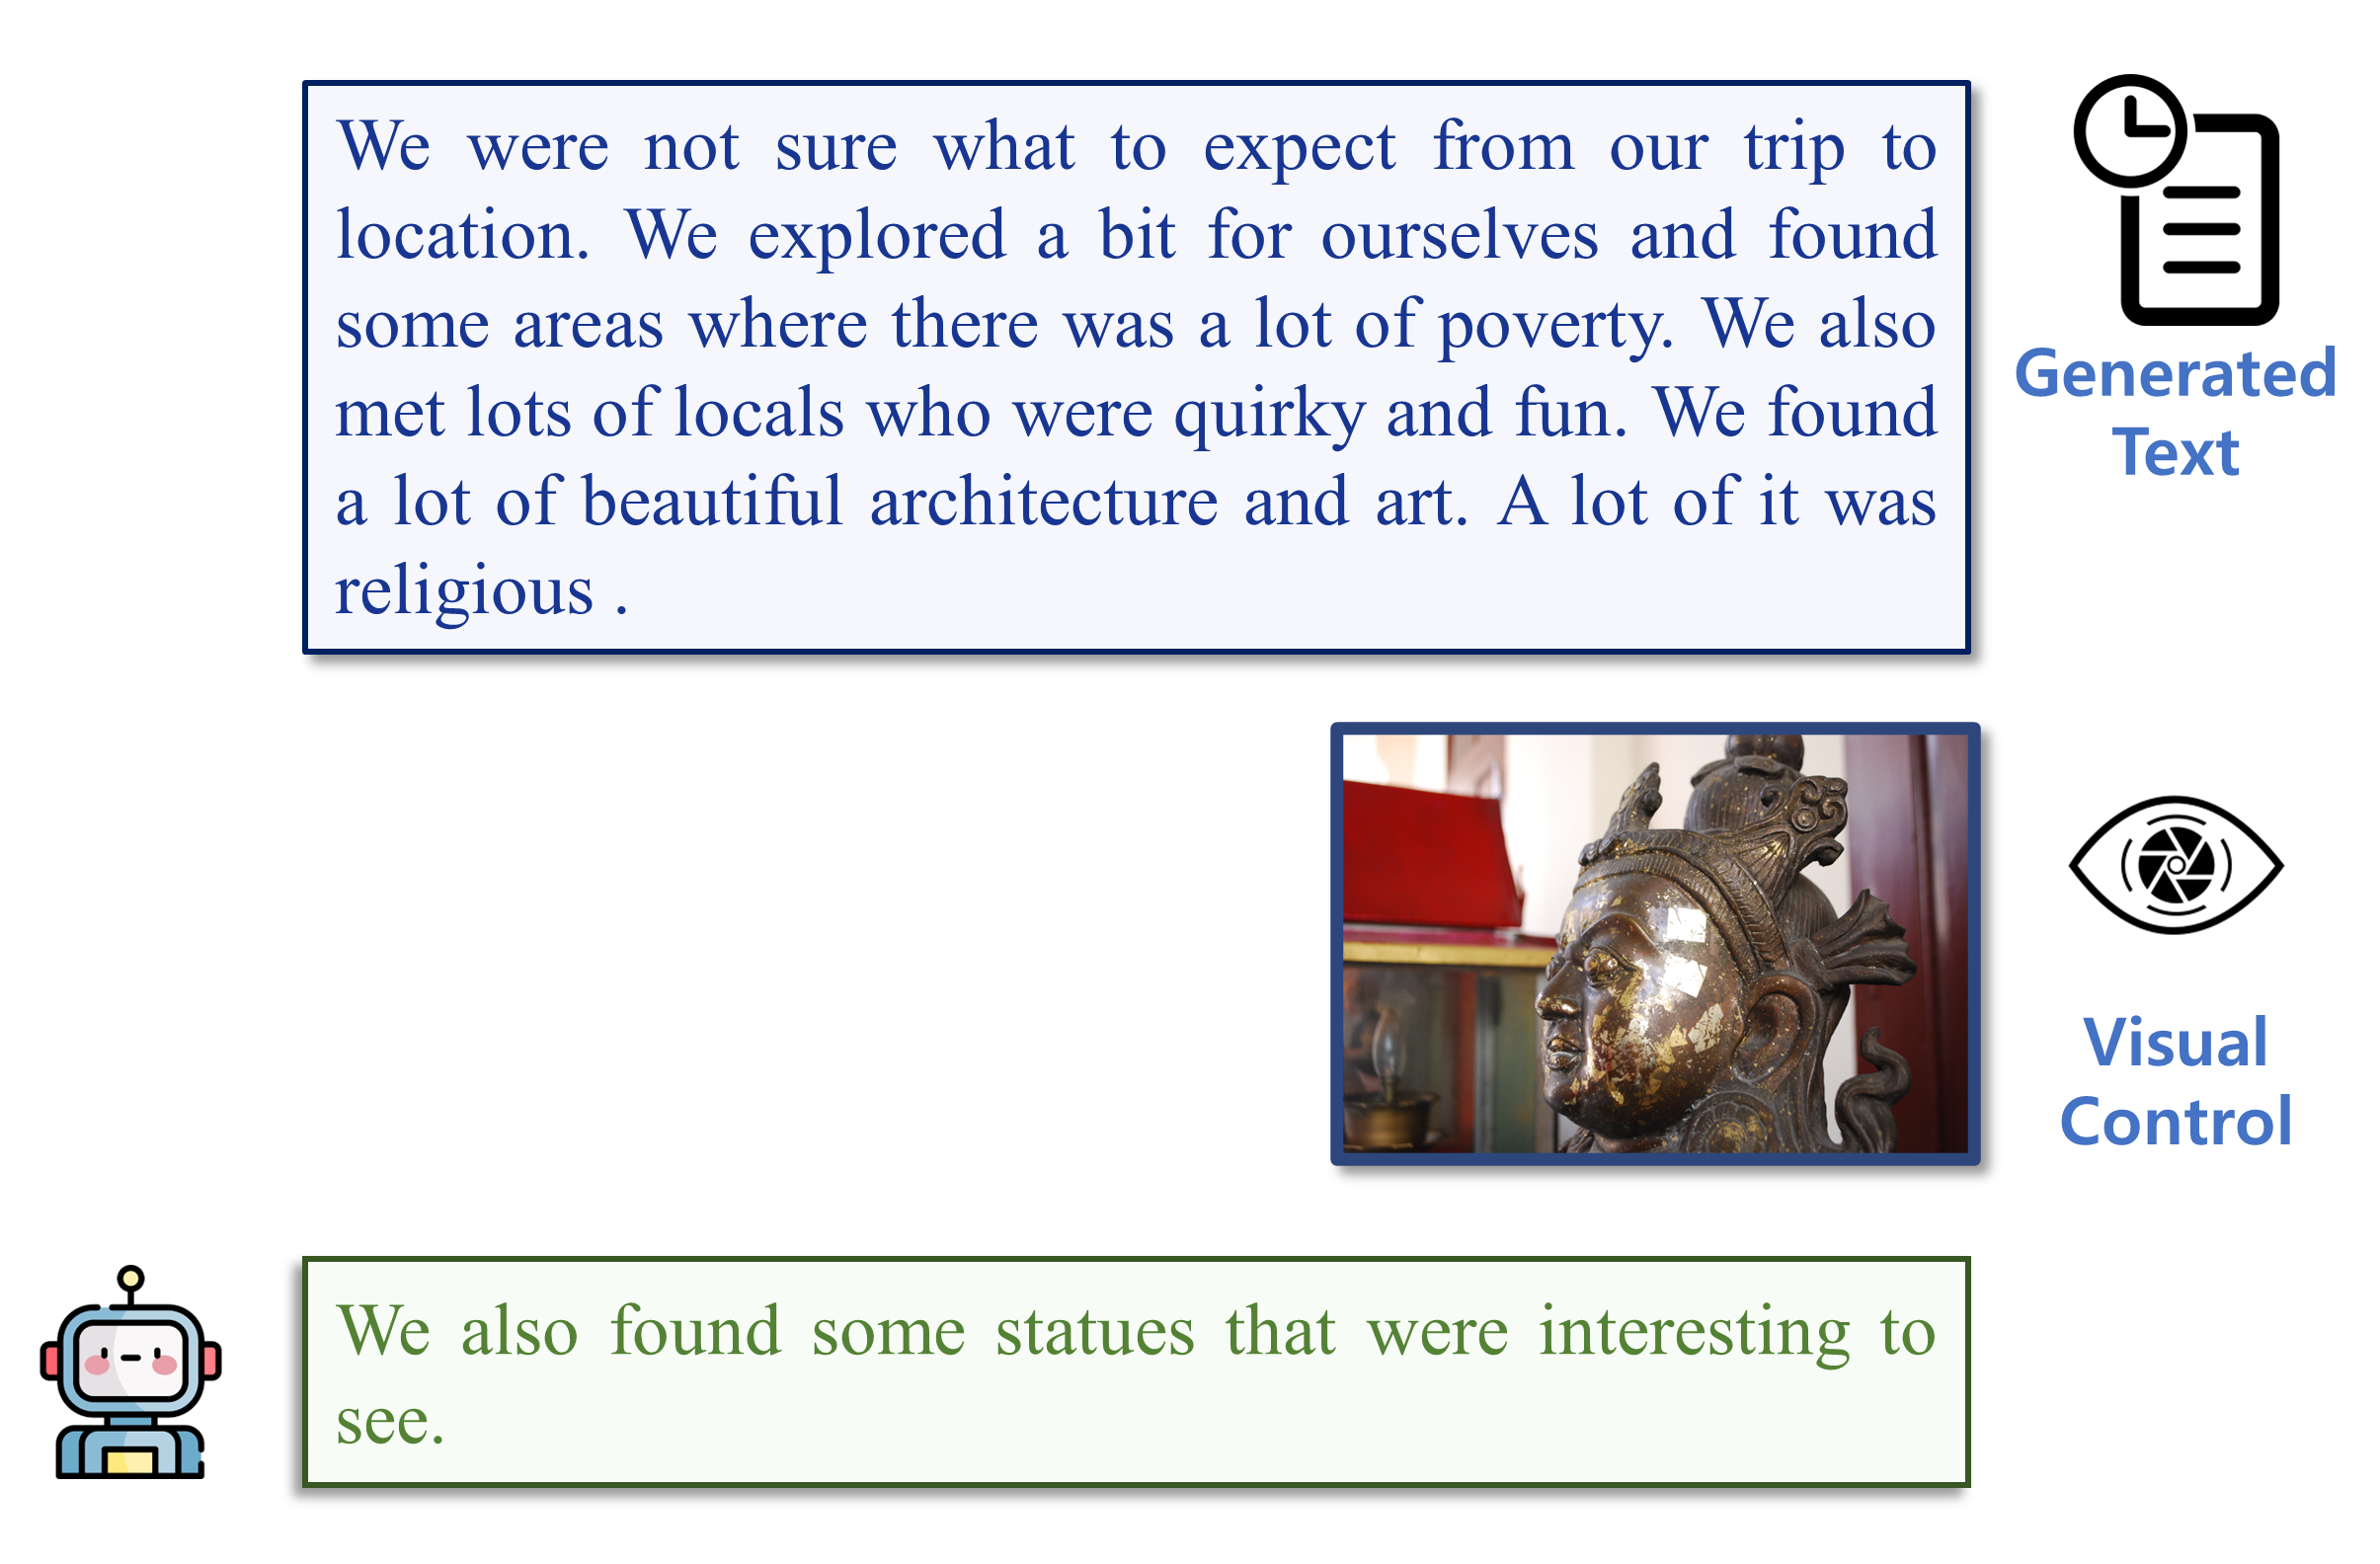 We were not sure what to expect from our trip to
location. We explored a bit for ourselves and found
some areas where there was a lot of poverty. We also
met lots of locals who were quirky and fun. We found
a lot of beautiful architecture and art. A lot of it was
religious .
Generated
Text
Visual
Control
We also found some statues that were interesting to
see.